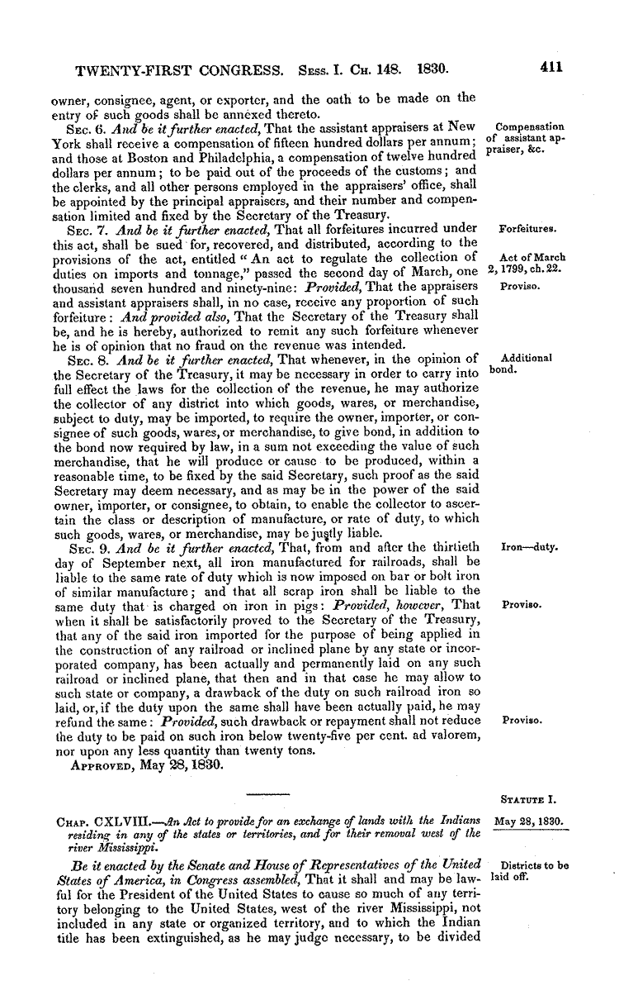 TWENTY-FIRST CONGRESS. Sess. I. Ch. 148. 1830. 411
owner, consignee, agent, or exporter, and the oath to be made on the
entry of such goods shall be annexed thereto.
Sec. 6. And be it further enacted, That the assistant appraisers at New
York shall receive a compensation of fifteen hundred dollars per annum;
and those at Boston and Philadelphia, a compensation of twelve hundred
dollars per annum; to be paid out of the proceeds of the customs; and
the clerks, and all other persons employed in the appraisers' office, shall
be appointed by the principal appraisers, and their number and compen-
sation limited and fixed by the Secretary of the Treasury.
Compensation
of assistant ap-
praiser, &c.
Sec. 7. And be it further enacted, That all forfeitures incurred under
this act, shall be sued for, recovered, and distributed, according to the
provisions of the act, entitled "An act to regulate the collection of
duties on imports and tonnage," passed the second day of March, one
thousand seven hundred and ninety-nine: Provided, That the appraisers
and assistant appraisers shall, in no case, receive any proportion of such
forfeiture: And provided also, That the Secretary of the Treasury shall
be, and he is hereby, authorized to remit any such forfeiture whenever
he is of opinion that no fraud on the revenue was intended.
Forfeitures.
Act of March
2, 1799, ch. 22.
Proviso.
Sec. 8. And be it further enacted, That whenever, in the opinion of
the Secretary of the Treasury, it may be necessary in order to carry into
full effect the laws for the collection of the revenue, he may authorize
the collector of any district into which goods, wares, or merchandise,
subject to duty, may be imported, to require the owner, importer, or con-
signee of such goods, wares, or merchandise, to give bond, in addition to
the bond now required by law, in a sum not exceeding the value of such
merchandise, that he will produce or cause to be produced, within a
reasonable time, to be fixed by the said Secretary, such proof as the said
Secretary may deem necessary, and as may be in the power of the said
owner, importer, or consignee, to obtain, to enable the collector to ascer-
tain the class or description of manufacture, or rate of duty, to which
such goods, wares, or merchandise, may be justly liable.
Additional
bond.
Sec. 9. And be it further enacted, That, from and after the thirtieth
day of September next, all iron manufactured for railroads, shall be
liable to the same rate of duty which is now imposed on bar or bolt iron
of similar manufacture; and that all scrap iron shall be liable to the
same duty that is charged on iron in pigs: Provided, however, That
when it shall be satisfactorily proved to the Secretary of the Treasury,
that any of the said iron imported for the purpose of being applied in
the construction of any railroad or inclined plane by any state or incor-
porated company, has been actually and permanently laid on any such
railroad or inclined plane, that then and in that case he may allow to
such state or company, a drawback of the duty on such railroad iron so
laid, or, if the duty upon the same shall have been actually paid, he may
refund the same: Provided, such drawback or repayment shall not reduce
the duty to be paid on such iron below twenty-five per cent. ad valorem,
nor upon any less quantity than twenty tons.
Iron—duty.
Proviso.
Proviso.
Approved, May 28, 1830.
Statute I.
Chap. CXLVIII.—An Act to provide for an exchange of lands with the Indians
residing in any of the states or territories, and for their removal west of the
river Mississippi.
May 28, 1830.
Be it enacted by the Senate and House of Representatives of the United
States of America, in Congress assembled, That it shall and may be law-
ful for the President of the United States to cause so much of any terri-
tory belonging to the United States, west of the river Mississippi, not
included in any state or organized territory, and to which the Indian
title has been extinguished, as he may judge necessary, to be divided
Districts to be
laid off.